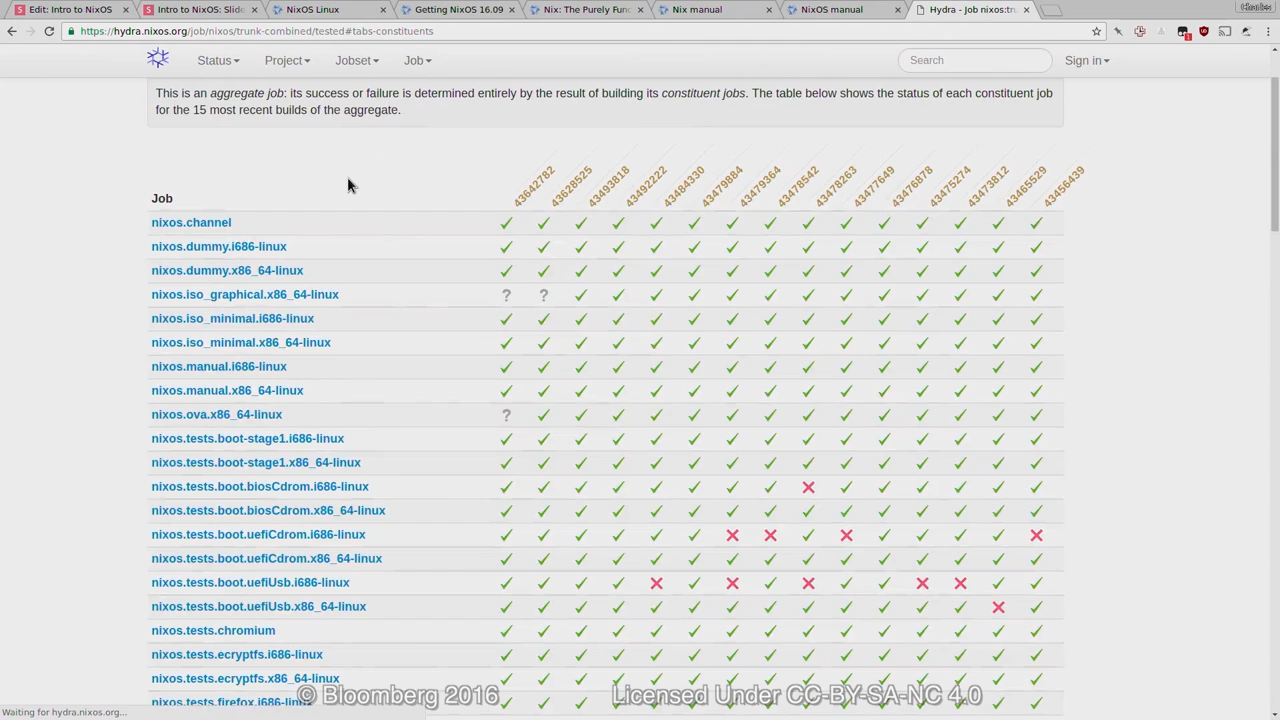 Edit: Intro to NixOS
Intro to NixOS: Slide
NixOS Linux
Getting NixOS 16.09
Nix: The Purely Fun
Nix manual
NixOS manual
Hydra - Job nixos:tru
https://hydra.nixos.org/job/nixos/trunk-combined/tested#tabs-constituents
Status
Project
Jobset
Job
Search
Sign in
This is an aggregate job: its success or failure is determined entirely by the result of building its constituent jobs. The table below shows the status of each constituent job
for the 15 most recent builds of the aggregate.
Job
43642782
43628525
43493818
43492222
43484330
43479884
43479364
43478542
43478263
43477649
43476878
43475274
43473812
43465529
43456439
nixos.channel
nixos.dummy.i686-linux
nixos.dummy.x86_64-linux
nixos.iso_graphical.x86_64-linux ? ?
nixos.iso_minimal.i686-linux
nixos.iso_minimal.x86_64-linux
nixos.manual.i686-linux
nixos.manual.x86_64-linux
nixos.ova.x86_64-linux ?
nixos.tests.boot-stage1.i686-linux
nixos.tests.boot-stage1.x86_64-linux
nixos.tests.boot.biosCdrom.i686-linux
nixos.tests.boot.biosCdrom.x86_64-linux
nixos.tests.boot.uefiCdrom.i686-linux
nixos.tests.boot.uefiCdrom.x86_64-linux
nixos.tests.boot.uefiUsb.i686-linux
nixos.tests.boot.uefiUsb.x86_64-linux
nixos.tests.chromium
nixos.tests.ecryptfs.i686-linux
nixos.tests.ecryptfs.x86_64-linux
nixos.tests.firefox.i686-linux
© Bloomberg 2016
Licensed Under CC-BY-SA-NC 4.0
Waiting for hydra.nixos.org...